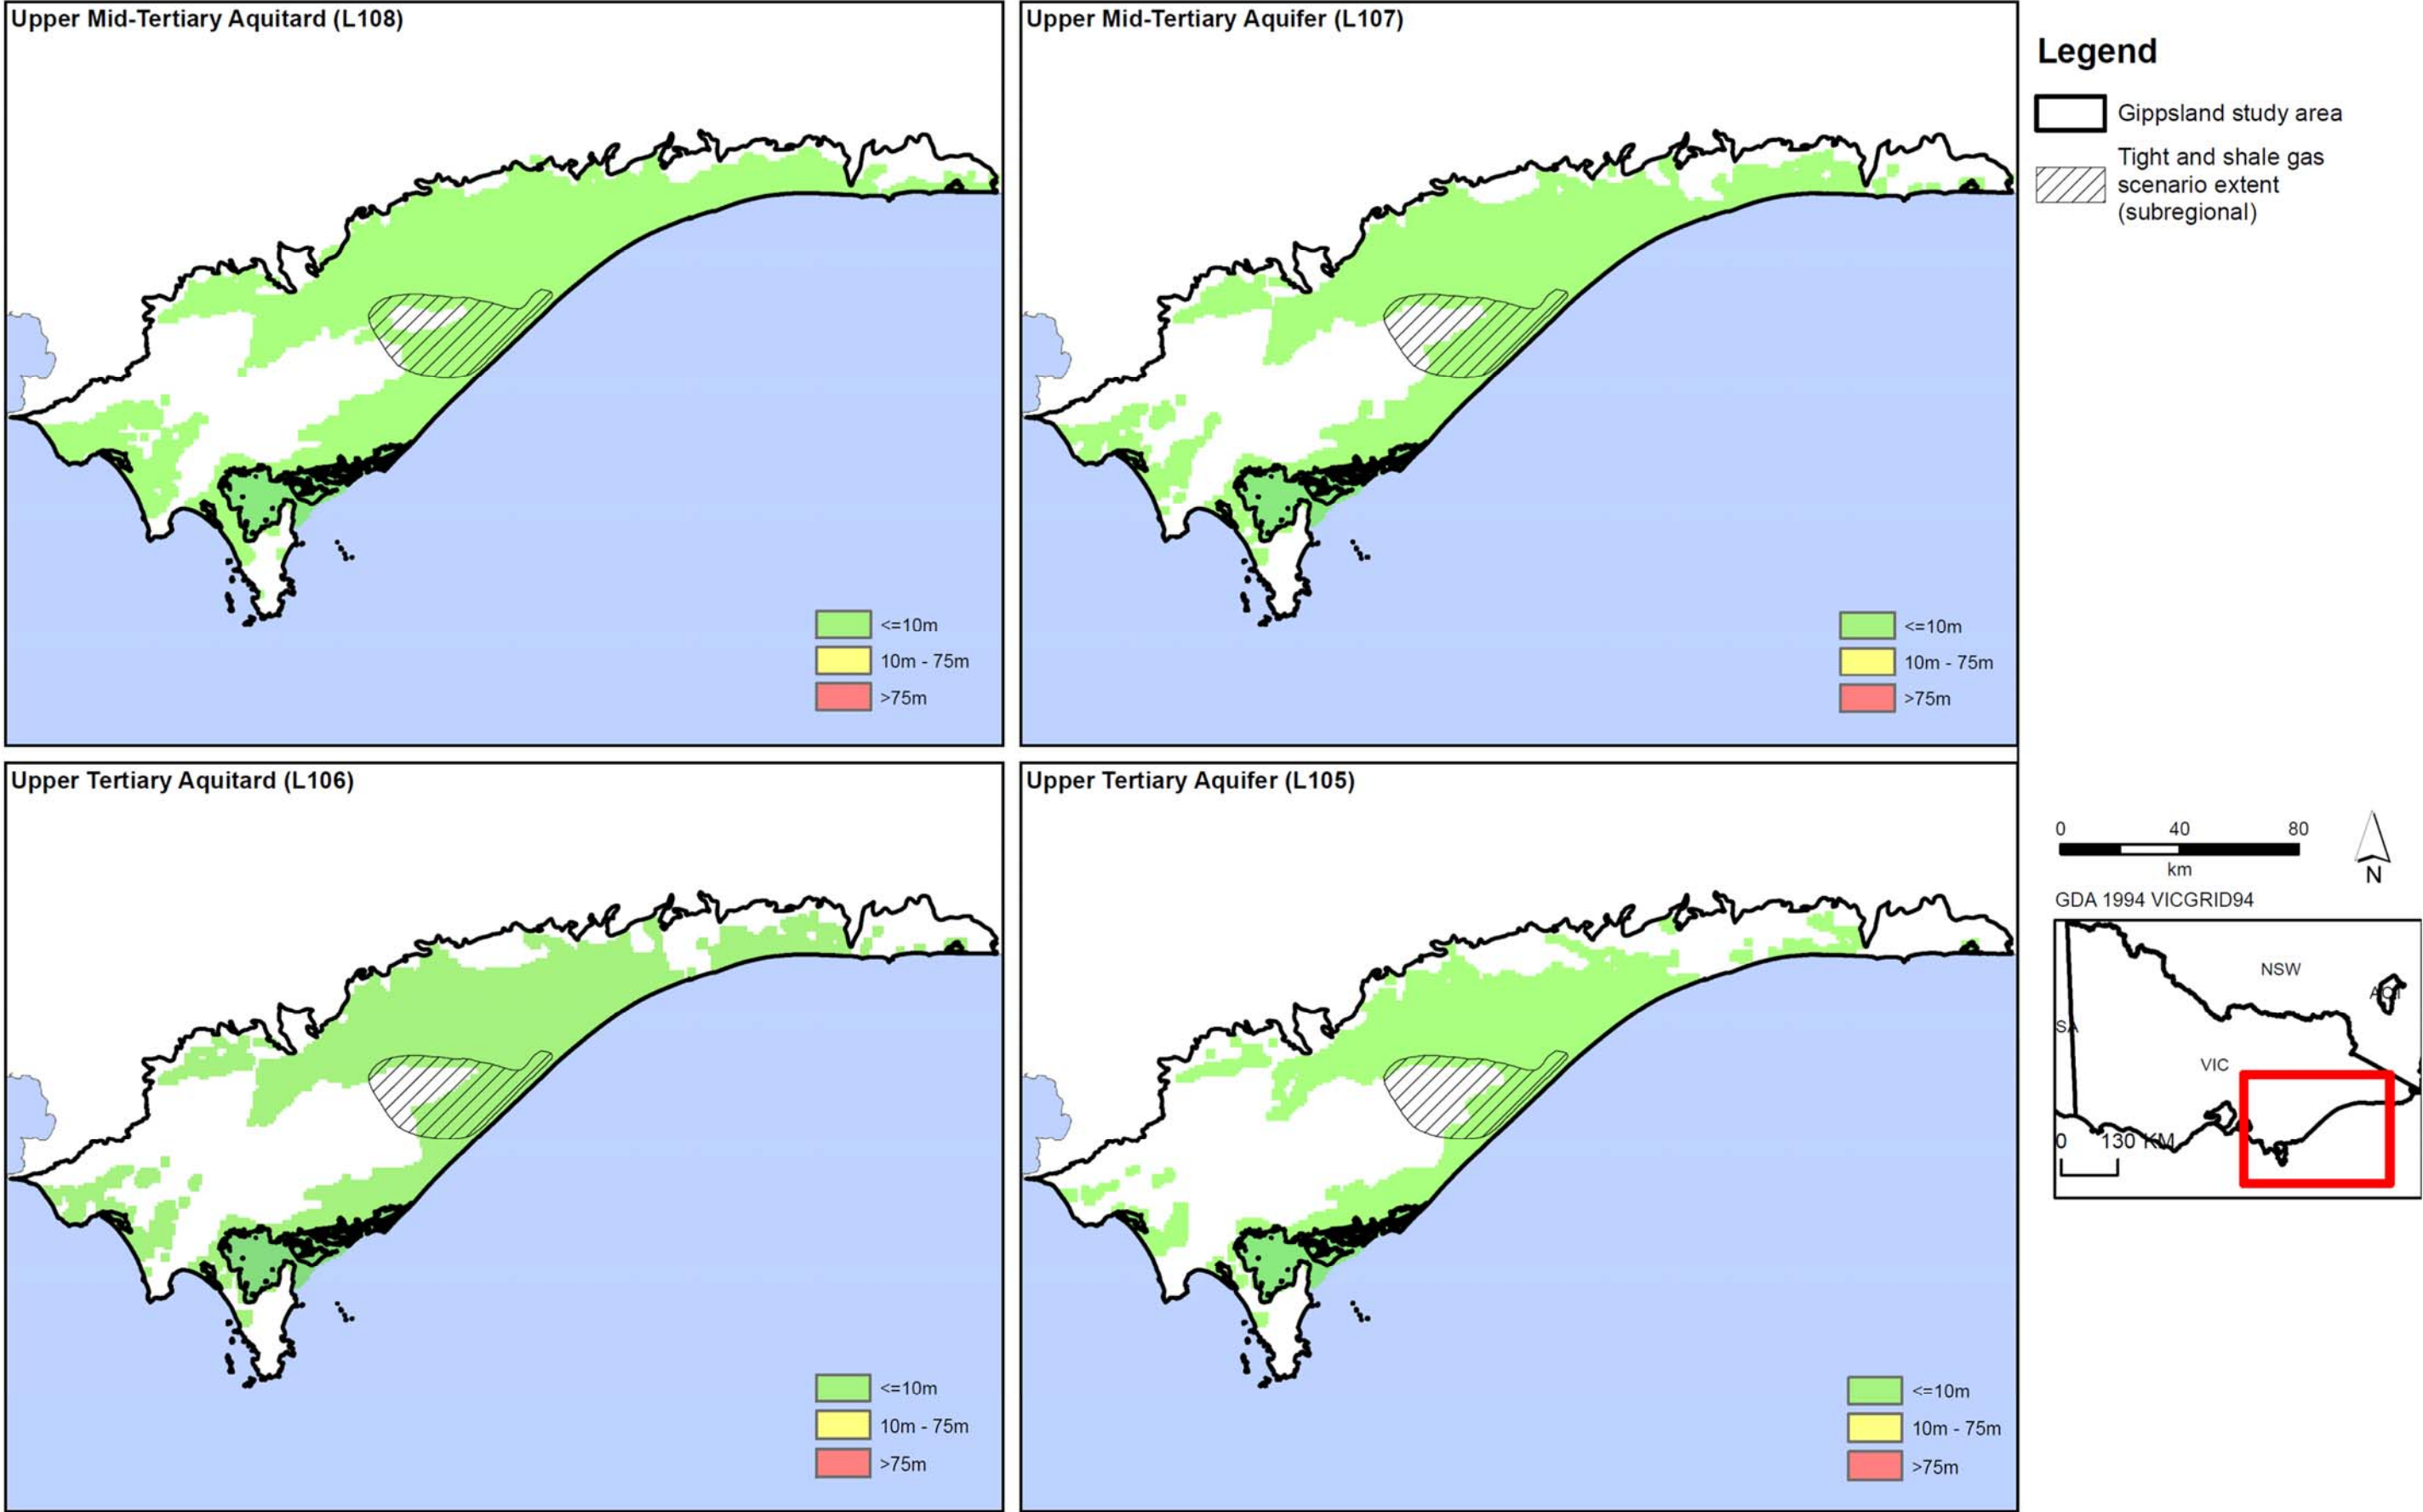 Upper Mid-Tertiary Aquitard (L108)
<=10m
10m - 75m
>75m
Upper Mid-Tertiary Aquifer (L107)
<=10m
10m - 75m
>75m
Legend
Gippsland study area
Tight and shale gas
scenario extent
(subregional)
Upper Tertiary Aquitard (L106)
<=10m
10m - 75m
>75m
Upper Tertiary Aquifer (L105)
<=10m
10m - 75m
>75m
0 40 80
km
N
GDA 1994 VICGRID94
NSW
ACT
SA
VIC
0 130 KM